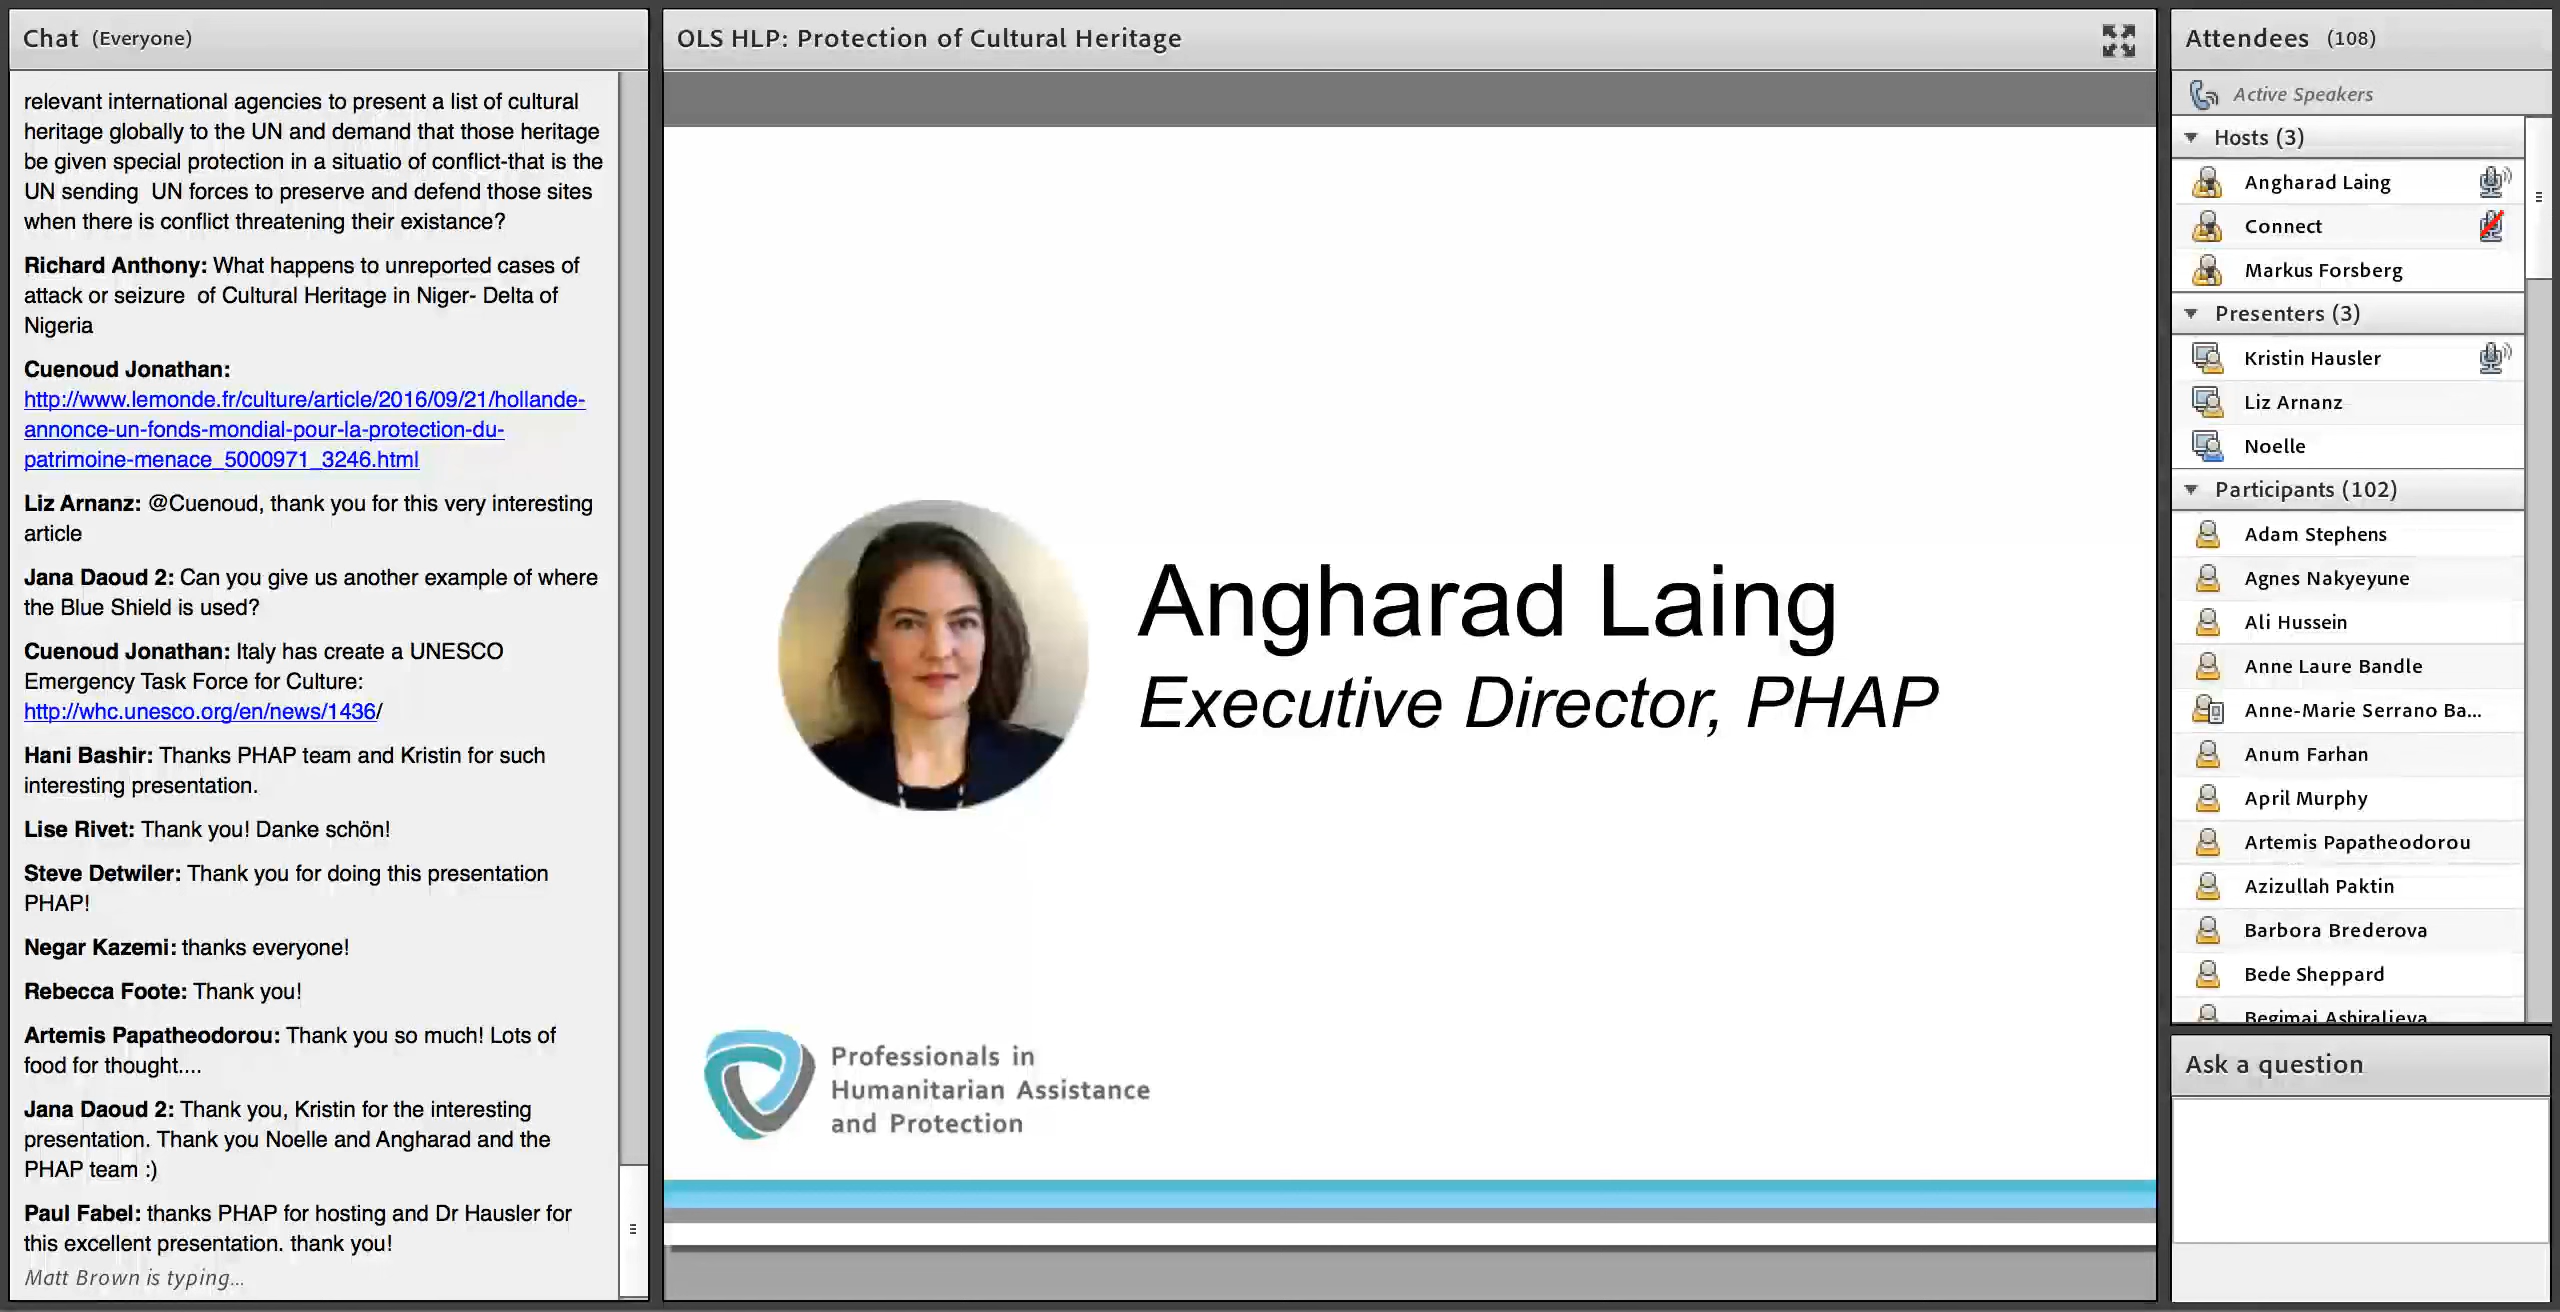 Chat (Everyone)
relevant international agencies to present a list of cultural
heritage globally to the UN and demand that those heritage
be given special protection in a situatio of conflict-that is the
UN sending  UN forces to preserve and defend those sites
when there is conflict threatening their existance?
Richard Anthony: What happens to unreported cases of
attack or seizure  of Cultural Heritage in Niger- Delta of
Nigeria
Cuenoud Jonathan:
http://www.lemonde.fr/culture/article/2016/09/21/hollande-
annonce-un-fonds-mondial-pour-la-protection-du-
patrimoine-menace_5000971_3246.html
Liz Arnanz: @Cuenoud, thank you for this very interesting
article
Jana Daoud 2: Can you give us another example of where
the Blue Shield is used?
Cuenoud Jonathan: Italy has create a UNESCO
Emergency Task Force for Culture:
http://whc.unesco.org/en/news/1436/
Hani Bashir: Thanks PHAP team and Kristin for such
interesting presentation.
Lise Rivet: Thank you! Danke schön!
Steve Detwiler: Thank you for doing this presentation
PHAP!
Negar Kazemi: thanks everyone!
Rebecca Foote: Thank you!
Artemis Papatheodorou: Thank you so much! Lots of
food for thought....
Jana Daoud 2: Thank you, Kristin for the interesting
presentation. Thank you Noelle and Angharad and the
PHAP team :)
Paul Fabel: thanks PHAP for hosting and Dr Hausler for
this excellent presentation. thank you!
Matt Brown is typing...
OLS HLP: Protection of Cultural Heritage
Angharad Laing
Executive Director, PHAP
Professionals in
Humanitarian Assistance
and Protection
Attendees (108)
Active Speakers
Hosts (3)
Angharad Laing
Connect
Markus Forsberg
Presenters (3)
Kristin Hausler
Liz Arnanz
Noelle
Participants (102)
Adam Stephens
Agnes Nakyeyune
Ali Hussein
Anne Laure Bandle
Anne-Marie Serrano Ba...
Anum Farhan
April Murphy
Artemis Papatheodorou
Azizullah Paktin
Barbora Brederova
Bede Sheppard
Begimai Ashiralieva
Ask a question